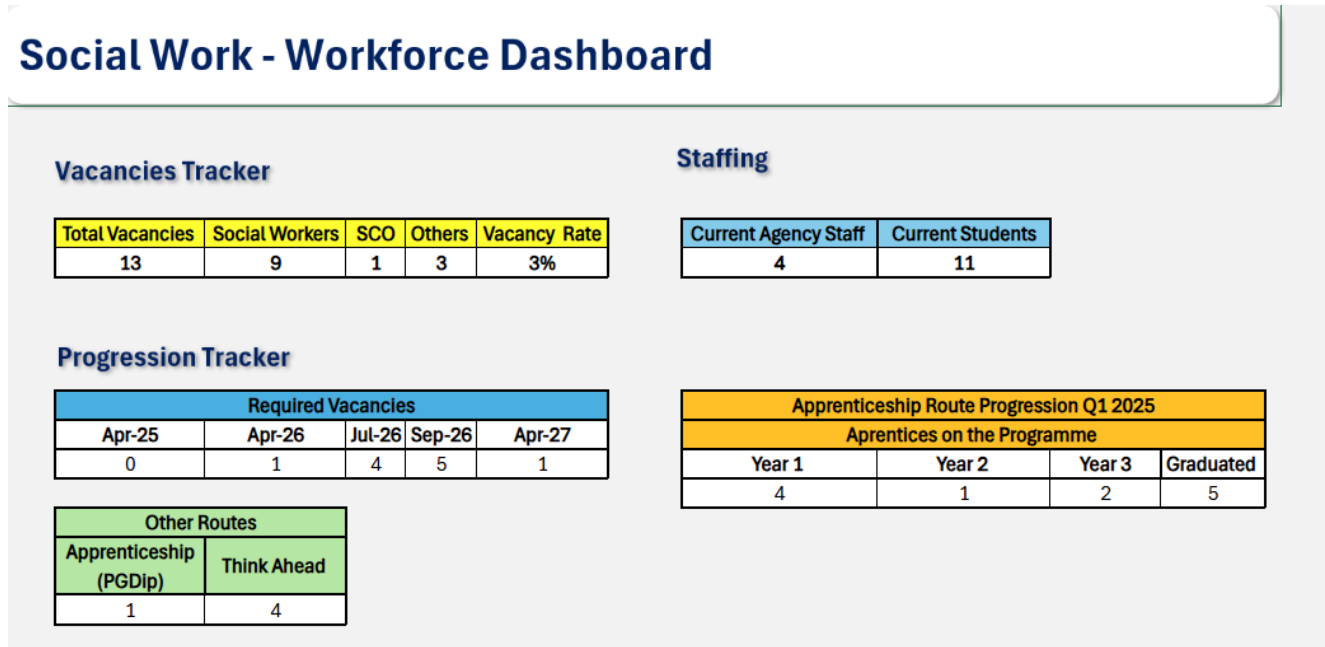 Social Work - Workforce Dashboard
Vacancies Tracker
Total Vacancies Social Workers SCO Others Vacancy Rate
13 9 1 3 3%
Staffing
Current Agency Staff Current Students
4 11
Progression Tracker
Required Vacancies
Apr-25 Apr-26 Jul-26 Sep-26 Apr-27
0 1 4 5 1
Apprenticeship Route Progression Q1 2025
Aprentices on the Programme
Year 1 Year 2 Year 3 Graduated
4 1 2 5
Other Routes
Apprenticeship
(PGDip)
Think Ahead
1 4